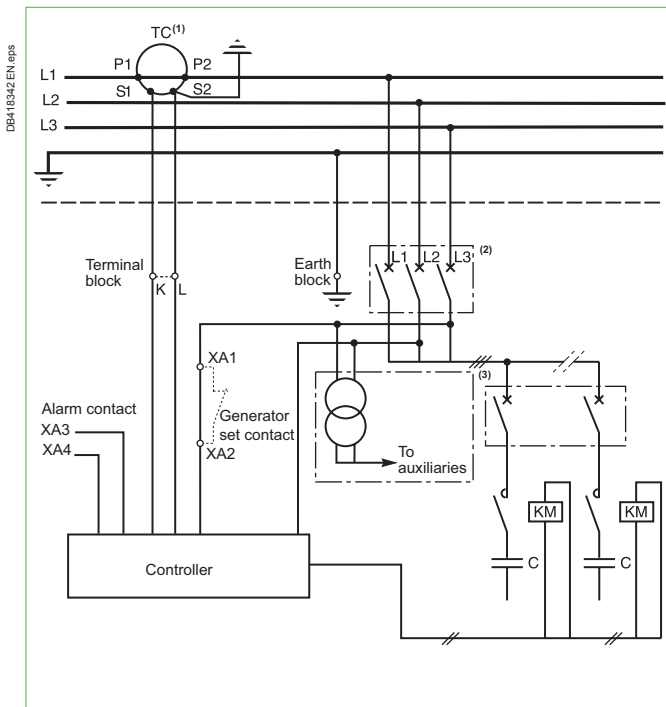 DB418342 EN.eps
TC(1)
P1 P2
L1
S1 S2
L2
L3
L1 L2 L3 (2)
Terminal
block
K L
Earth
block
XA1
(3)
Alarm contact
XA3
XA4
Generator
set contact
XA2
To
auxiliaries
KM KM
C C
Controller